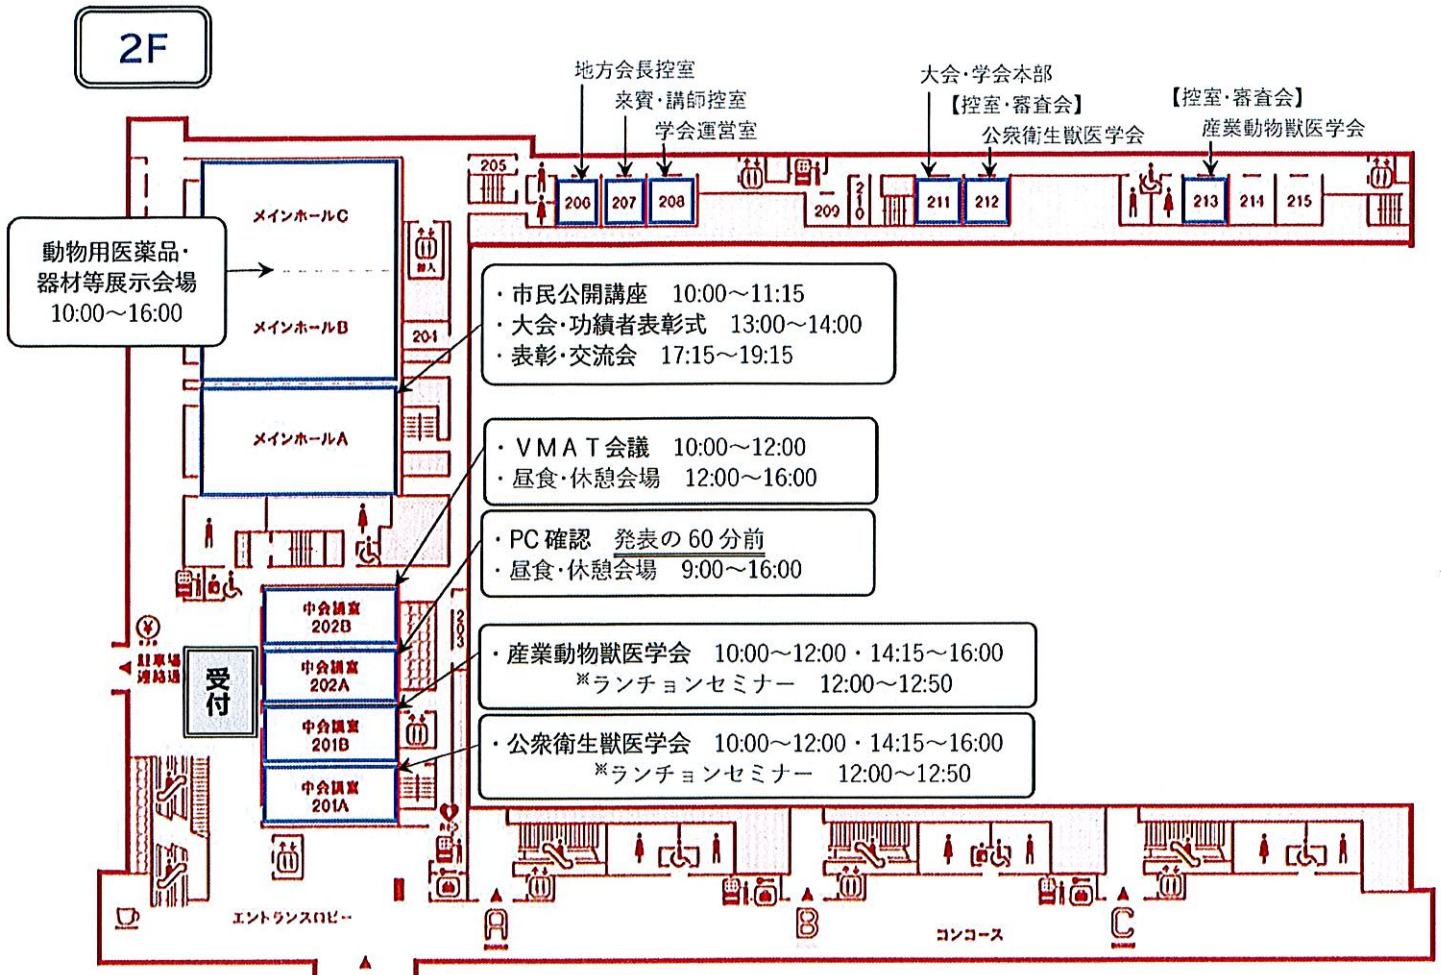 2F
地方会長控室
来賓・講師控室
学会運営室
大会・学会本部
【控室・審査会】
公衆衛生獣医学会
【控室・審査会】
産業動物獣医学会
205
206
207
208
209
210
211
212
213
214
215
メインホールC
動物用医薬品・
器材等展示会場
10:00～16:00
メインホールB
204
・市民公開講座 10:00～11:15
・大会・功績者表彰式 13:00～14:00
・表彰・交流会 17:15～19:15
メインホールA
・ＶＭＡＴ会議 10:00～12:00
・昼食・休憩会場 12:00～16:00
・PC確認 発表の60分前
・昼食・休憩会場 9:00～16:00
中会議室
202B
203
中会議室
202A
駐車場
連絡通
受付
・産業動物獣医学会 10:00～12:00・14:15～16:00
※ランチョンセミナー 12:00～12:50
中会議室
201B
・公衆衛生獣医学会 10:00～12:00・14:15～16:00
※ランチョンセミナー 12:00～12:50
中会議室
201A
エントランスロビー
A
B
コンコース
C